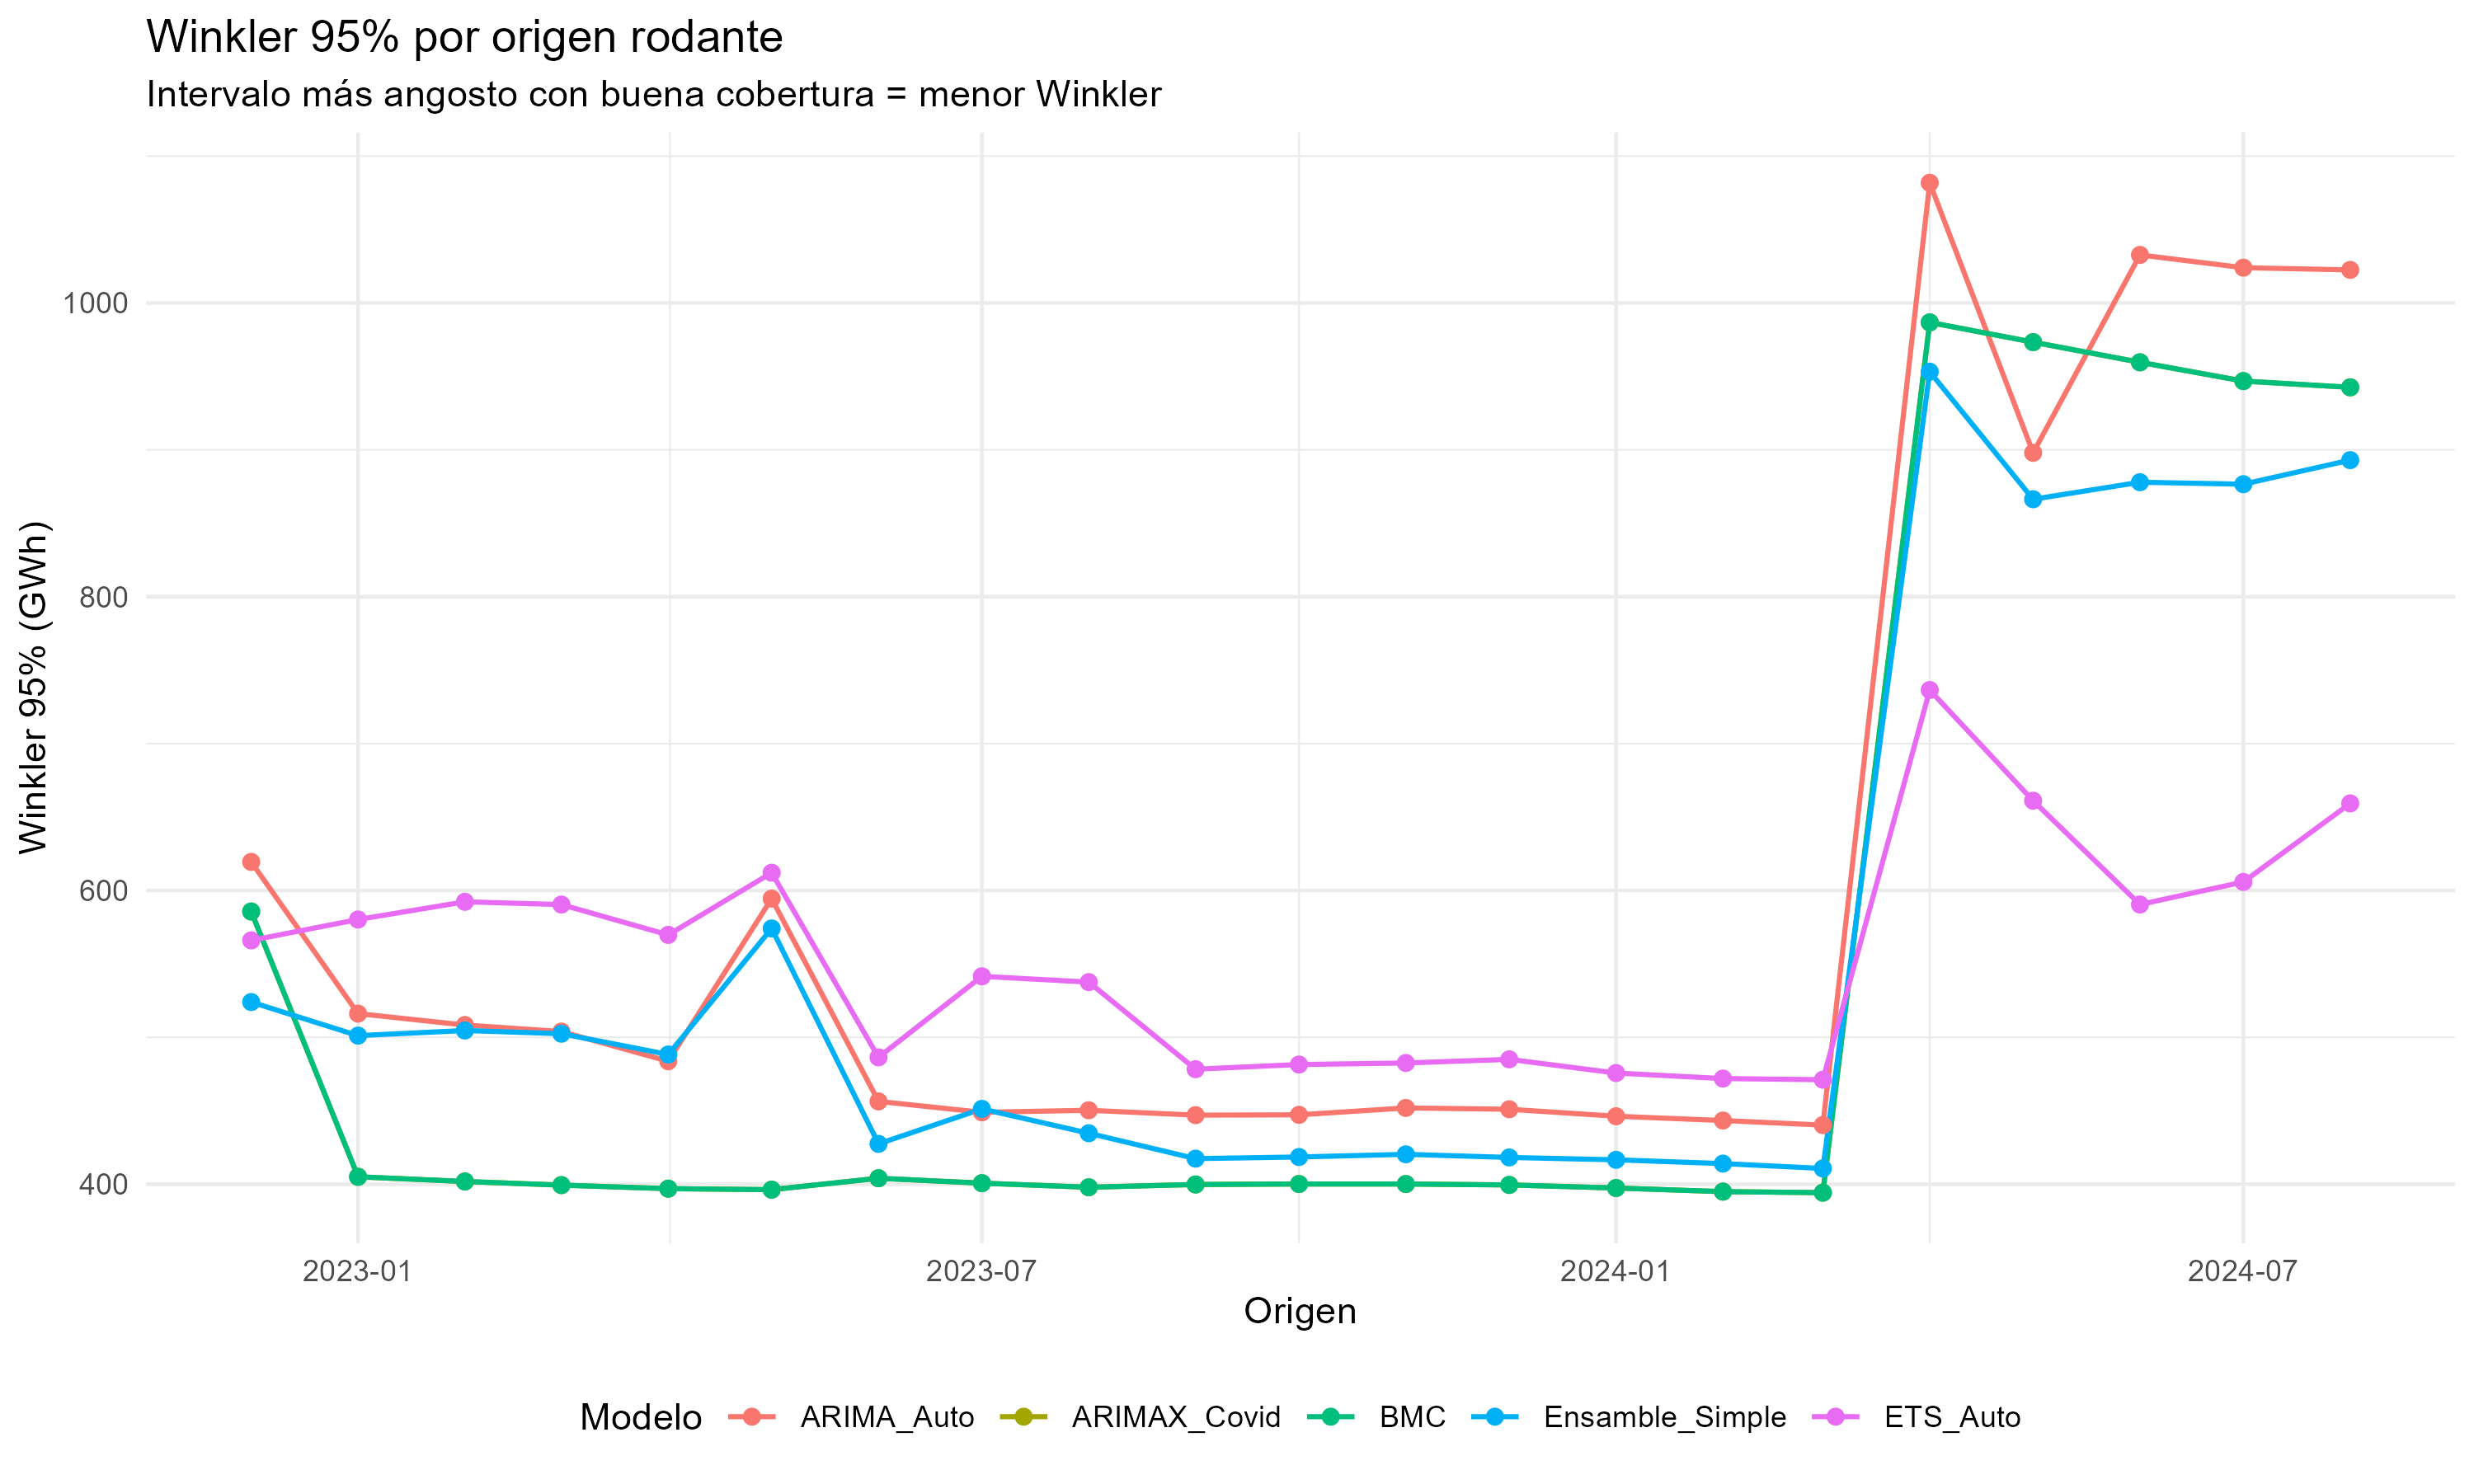 Winkler 95% por origen rodante
Intervalo más angosto con buena cobertura = menor Winkler
Winkler 95% (GWh)
1000
800
600
400
2023-01 2023-07 2024-01 2024-07
Origen
Modelo ARIMA_Auto ARIMAX_Covid BMC Ensamble_Simple ETS_Auto